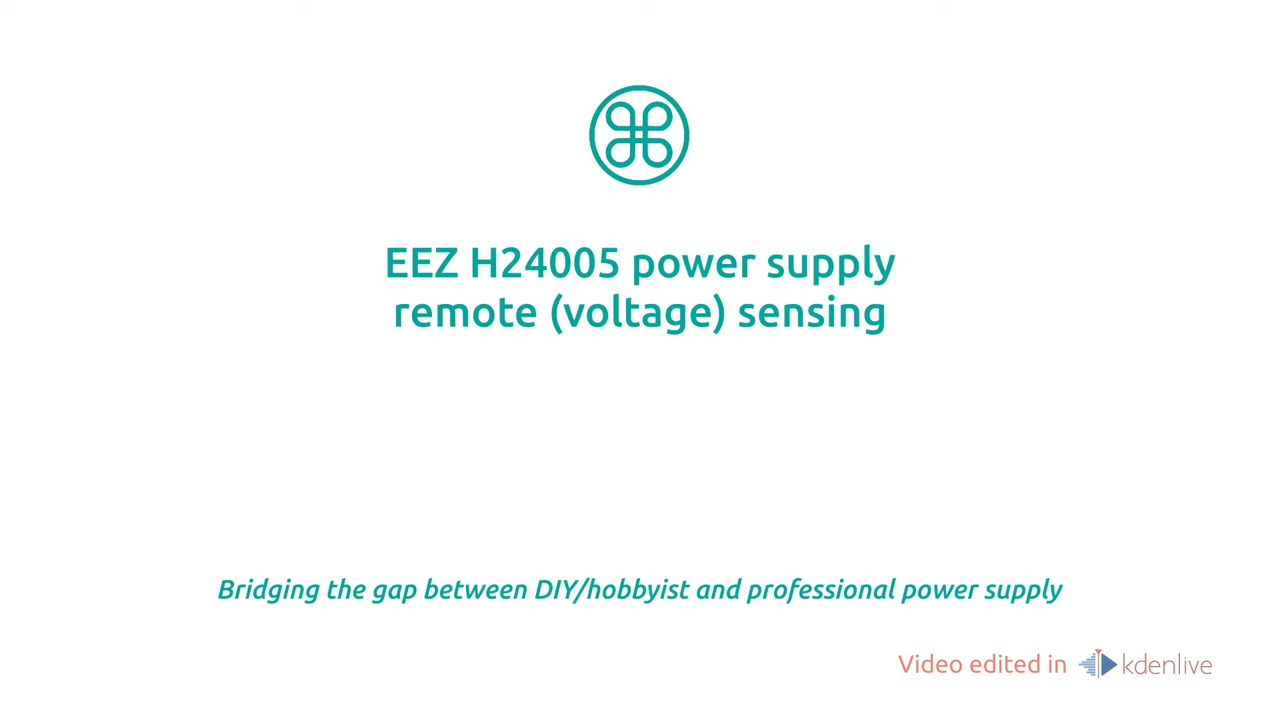 EEZ H24005 power supply
remote (voltage) sensing
Bridging the gap between DIY/hobbyist and professional power supply
Video edited in kdenlive